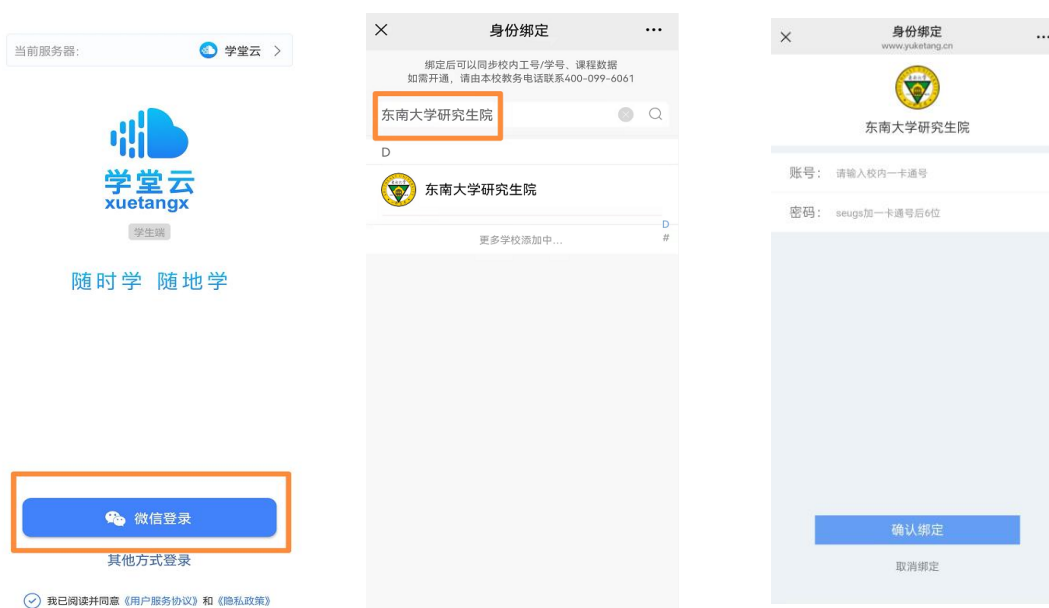 当前服务器:
学堂云 >
学堂云
xuetangx
学生端
随时学 随地学
微信登录
其他方式登录
我已阅读并同意《用户服务协议》和《隐私政策》
身份绑定
绑定后可以同步校内工号/学号、课程数据
如需开通，请由本校教务电话联系400-099-6061
东南大学研究生院
D
东南大学研究生院
D
更多学校添加中...
#
身份绑定
www.yuketang.cn
东南大学研究生院
账号： 请输入校内一卡通号
密码： seugs加一卡通号后6位
确认绑定
取消绑定